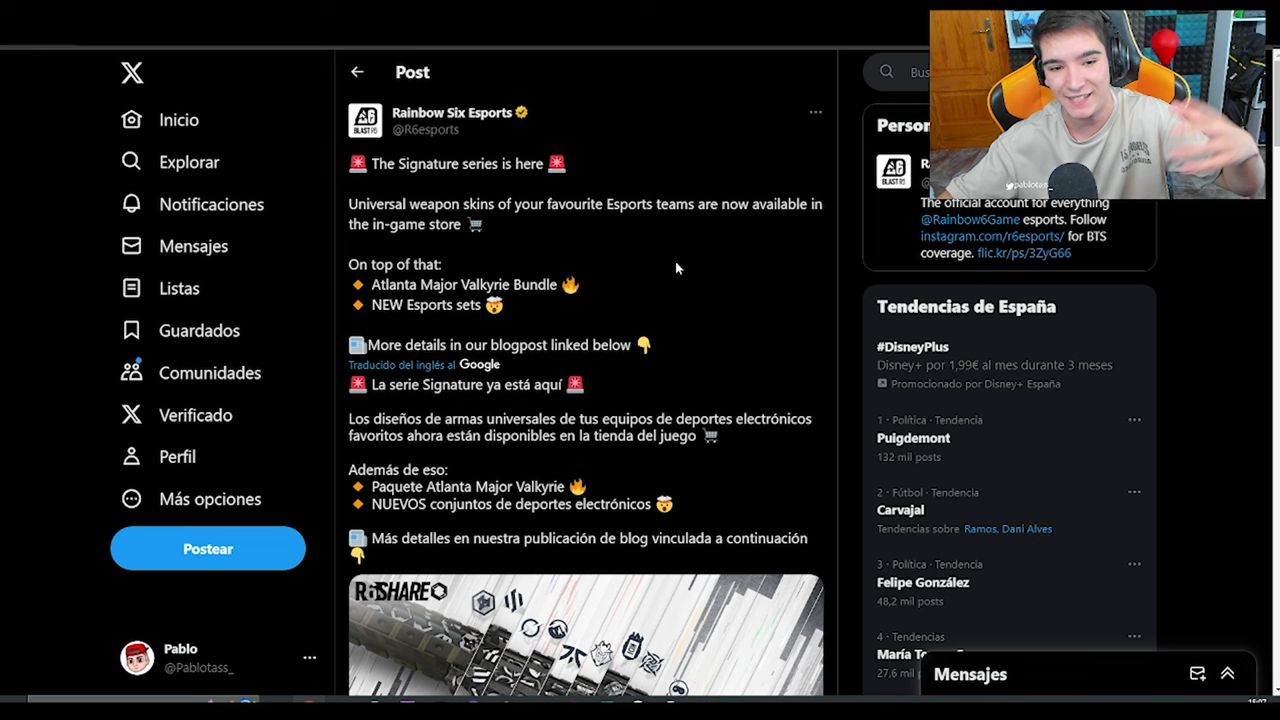 Inicio
Explorar
Notificaciones
Mensajes
Listas
Guardados
Comunidades
Verificado
Perfil
Más opciones
Postear
Pablo
@Pablotass_
Post
Rainbow Six Esports
@R6esports
🚨 The Signature series is here 🚨
Universal weapon skins of your favourite Esports teams are now available in
the in-game store 🛒
On top of that:
🔸 Atlanta Major Valkyrie Bundle 🔥
🔸 NEW Esports sets 🤯
📰More details in our blogpost linked below 👇
Traducido del inglés al Google
🚨 La serie Signature ya está aquí 🚨
Los diseños de armas universales de tus equipos de deportes electrónicos
favoritos ahora están disponibles en la tienda del juego 🛒
Además de eso:
🔸 Paquete Atlanta Major Valkyrie 🔥
🔸 NUEVOS conjuntos de deportes electrónicos 🤯
📰 Más detalles en nuestra publicación de blog vinculada a continuación
👇
R6SHARE
Bus
Person
BLAST R6
pablotass_
The official account for everything
@Rainbow6Game esports. Follow
instagram.com/r6esports/ for BTS
coverage. flic.kr/ps/3ZyG66
Tendencias de España
#DisneyPlus
Disney+ por 1,99€ al mes durante 3 meses
Promocionado por Disney+ España
1 · Política · Tendencia
Puigdemont
132 mil posts
2 · Fútbol · Tendencia
Carvajal
Tendencias sobre Ramos, Dani Alves
3 · Política · Tendencia
Felipe González
48,2 mil posts
4 · Tendencias
María
27,6
Mensajes